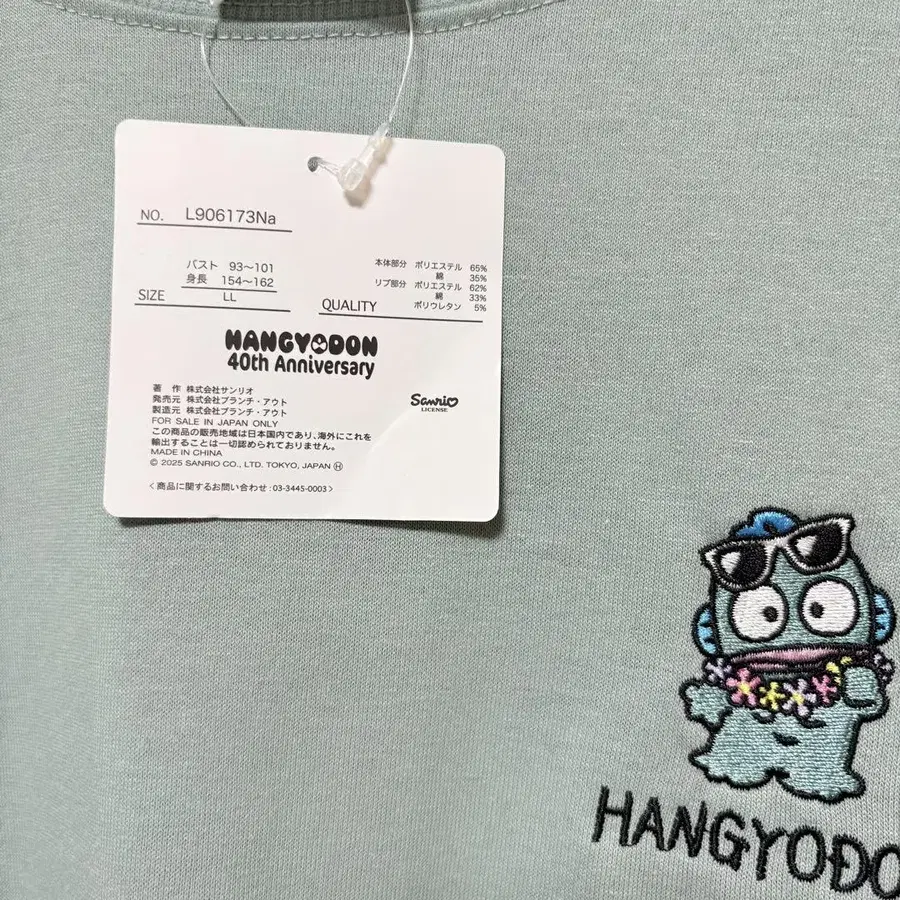 NO. L906173Na
バスト 93〜101
身長 154〜162
SIZE LL
本体部分 ポリエステル 65%
綿 35%
リブ部分 ポリエステル 62%
綿 33%
ポリウレタン 5%
QUALITY
HANGYODON
40th Anniversary
著 作 株式会社サンリオ
発売元 株式会社ブランチ・アウト
製造元 株式会社ブランチ・アウト
FOR SALE IN JAPAN ONLY
この商品の販売地域は日本国内であり、海外にこれを
輸出することは一切認められておりません。
MADE IN CHINA
© 2025 SANRIO CO., LTD. TOKYO, JAPAN Ⓗ
〈商品に関するお問い合わせ:03-3445-0003〉
Sanrio
LICENSE
HANGYODO